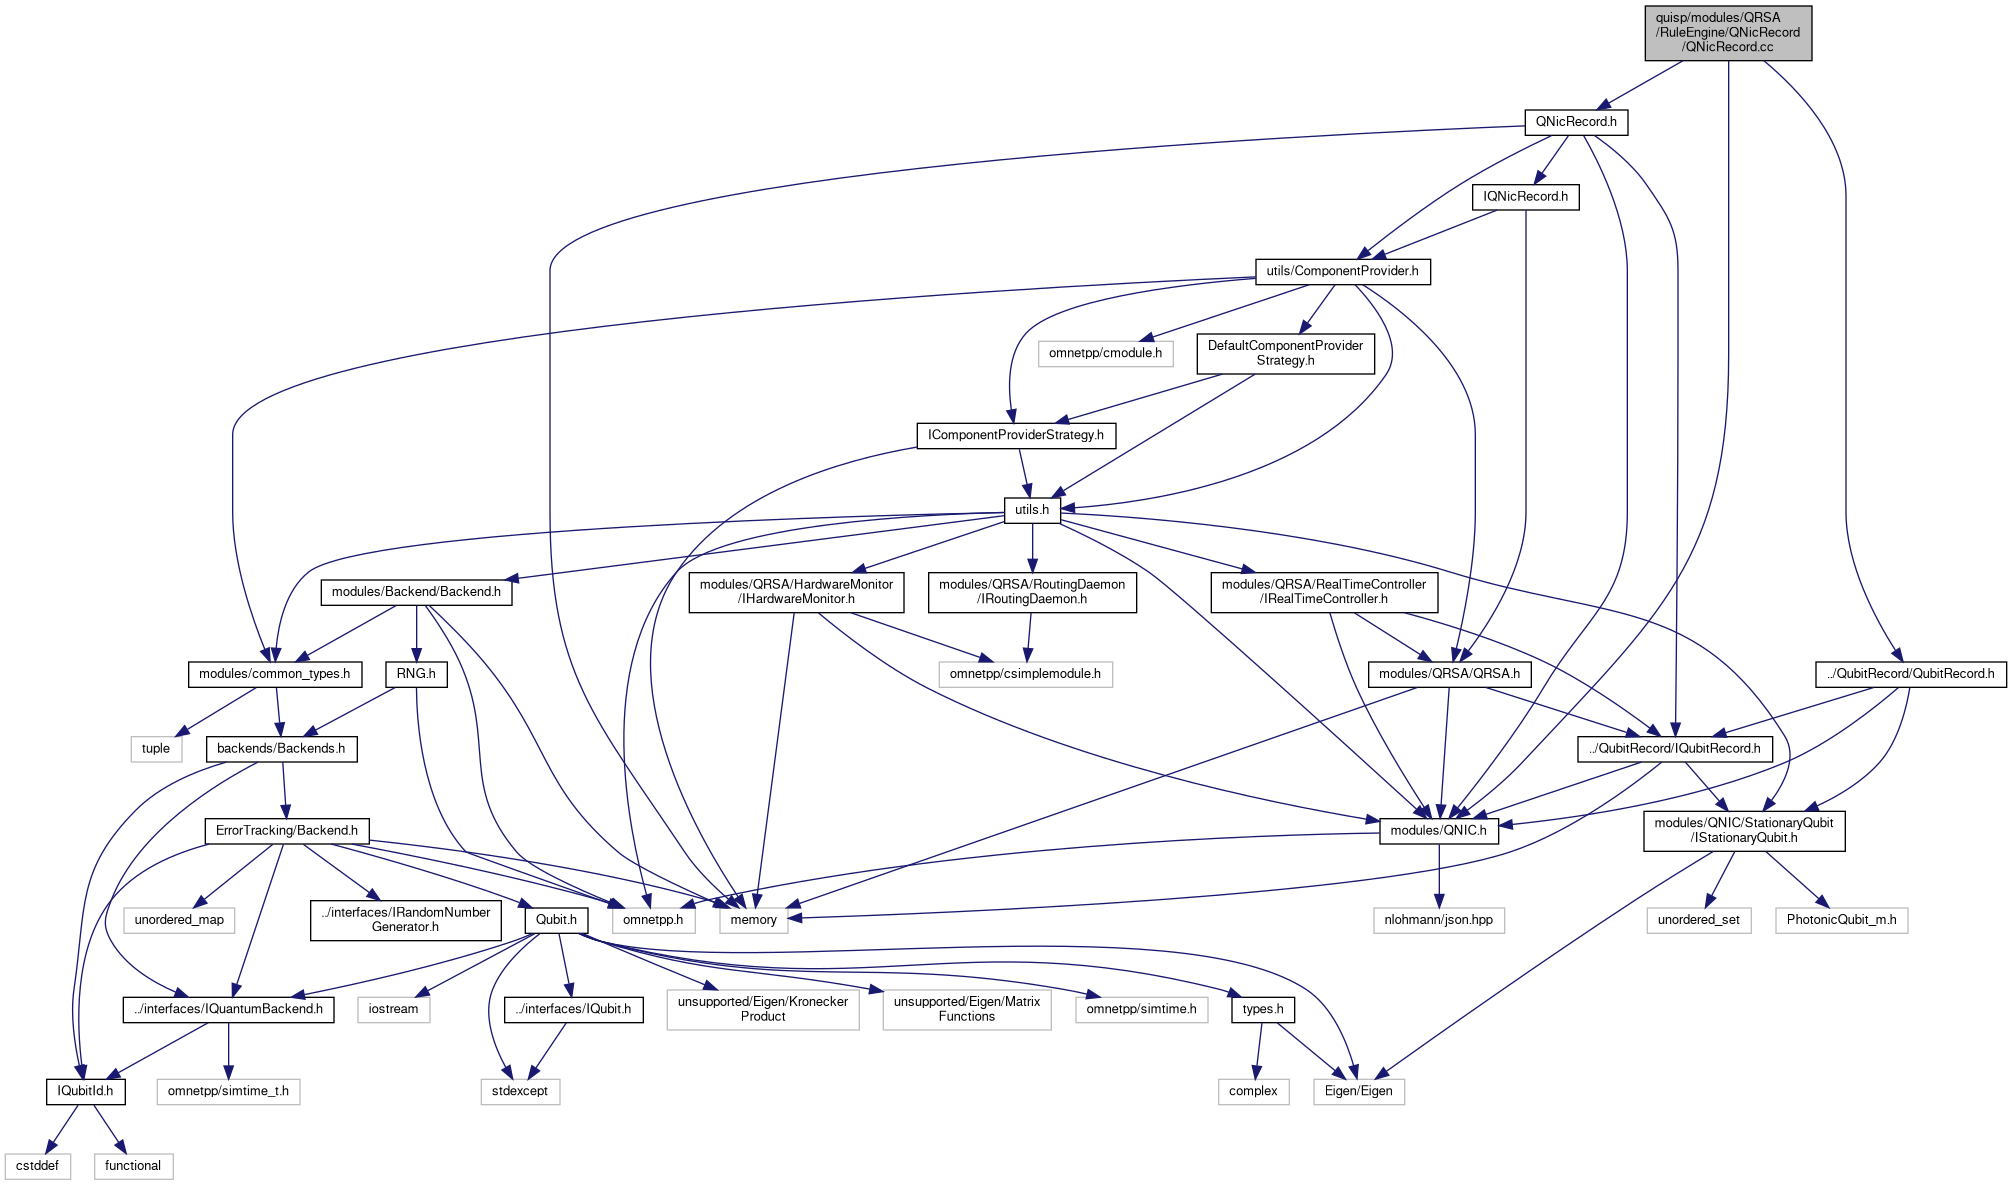 quisp/modules/QRSA
/RuleEngine/QNicRecord
/QNicRecord.cc
QNicRecord.h
IQNicRecord.h
utils/ComponentProvider.h
omnetpp/cmodule.h
DefaultComponentProvider
Strategy.h
IComponentProviderStrategy.h
utils.h
modules/Backend/Backend.h
modules/QRSA/HardwareMonitor
/IHardwareMonitor.h
modules/QRSA/RoutingDaemon
/IRoutingDaemon.h
modules/QRSA/RealTimeController
/IRealTimeController.h
modules/common_types.h
RNG.h
omnetpp/csimplemodule.h
modules/QRSA/QRSA.h
../QubitRecord/QubitRecord.h
tuple
backends/Backends.h
../QubitRecord/IQubitRecord.h
ErrorTracking/Backend.h
modules/QNIC.h
modules/QNIC/StationaryQubit
/IStationaryQubit.h
unordered_map
../interfaces/IRandomNumber
Generator.h
Qubit.h
omnetpp.h
memory
nlohmann/json.hpp
unordered_set
PhotonicQubit_m.h
../interfaces/IQuantumBackend.h
iostream
../interfaces/IQubit.h
unsupported/Eigen/Kronecker
Product
unsupported/Eigen/Matrix
Functions
omnetpp/simtime.h
types.h
IQubitId.h
omnetpp/simtime_t.h
stdexcept
complex
Eigen/Eigen
cstddef
functional